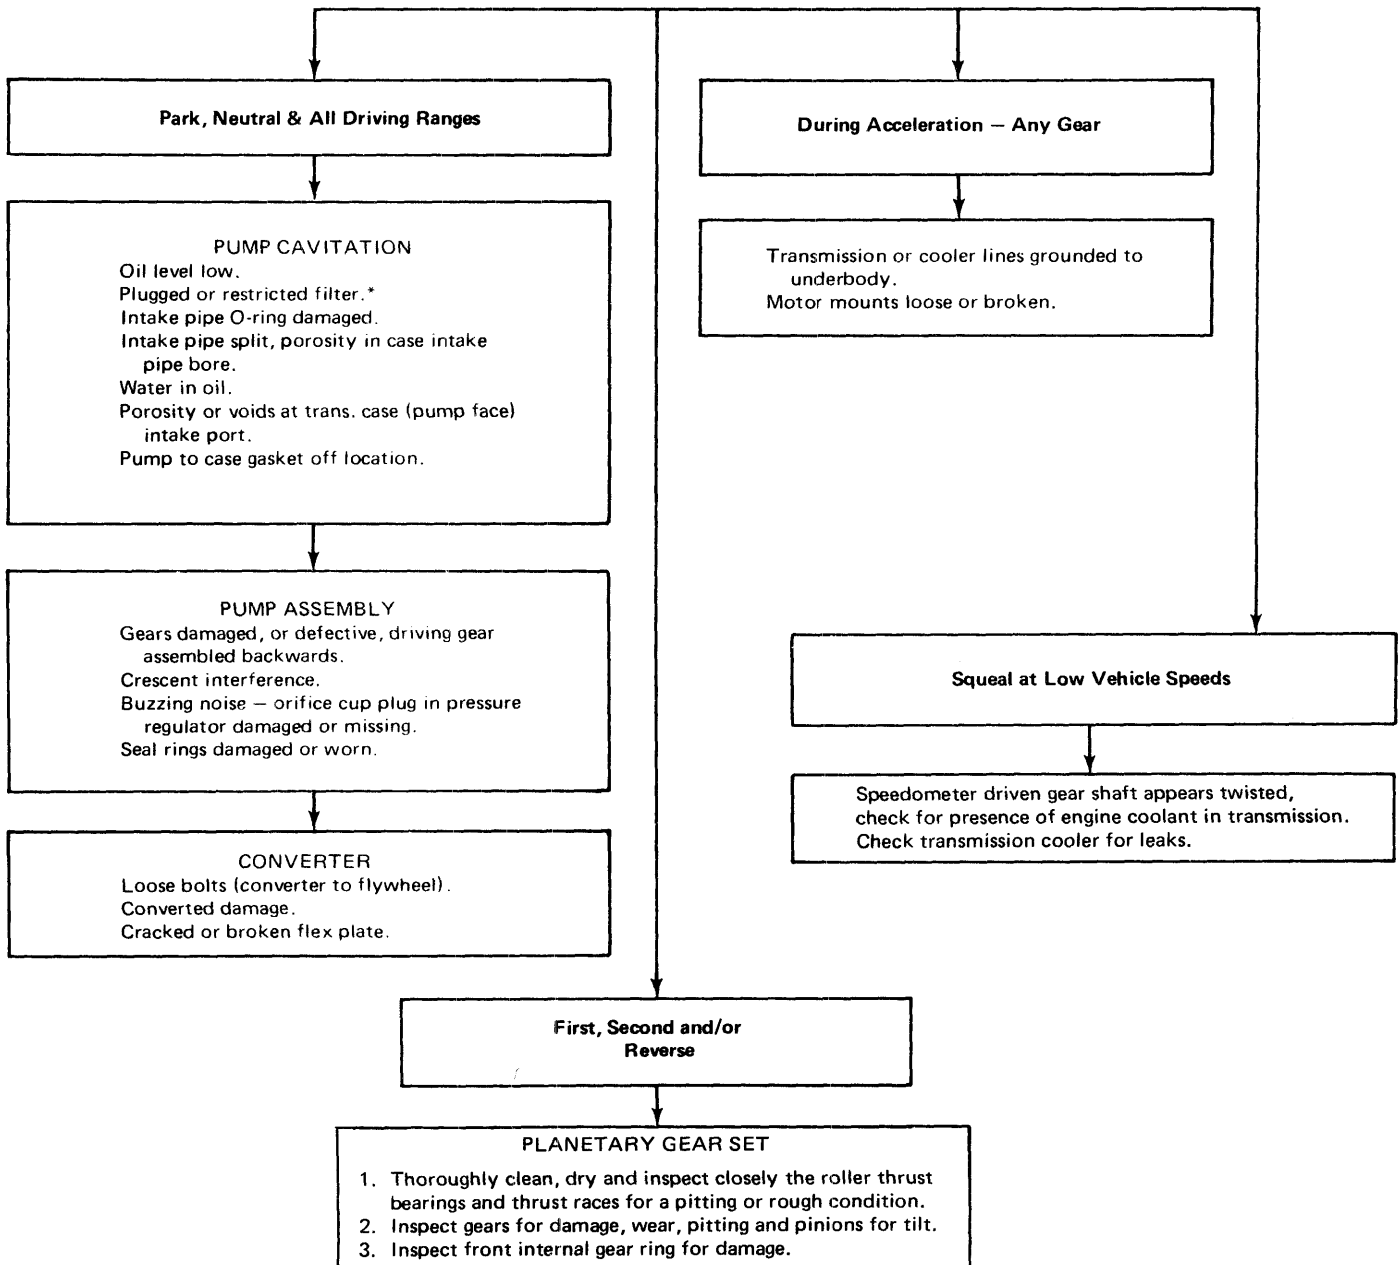 Park, Neutral & All Driving Ranges
PUMP CAVITATION
Oil level low.
Plugged or restricted filter.*
Intake pipe O-ring damaged.
Intake pipe split, porosity in case intake
pipe bore.
Water in oil.
Porosity or voids at trans. case (pump face)
intake port.
Pump to case gasket off location.
PUMP ASSEMBLY
Gears damaged, or defective, driving gear
assembled backwards.
Crescent interference.
Buzzing noise — orifice cup plug in pressure
regulator damaged or missing.
Seal rings damaged or worn.
CONVERTER
Loose bolts (converter to flywheel).
Converted damage.
Cracked or broken flex plate.
During Acceleration — Any Gear
Transmission or cooler lines grounded to
underbody.
Motor mounts loose or broken.
Squeal at Low Vehicle Speeds
Speedometer driven gear shaft appears twisted,
check for presence of engine coolant in transmission.
Check transmission cooler for leaks.
First, Second and/or
Reverse
PLANETARY GEAR SET
1. Thoroughly clean, dry and inspect closely the roller thrust
bearings and thrust races for a pitting or rough condition.
2. Inspect gears for damage, wear, pitting and pinions for tilt.
3. Inspect front internal gear ring for damage.